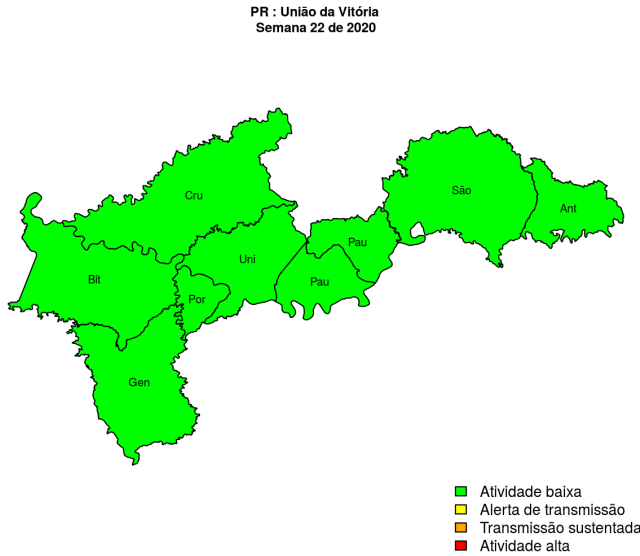 PR : União da Vitória
Semana 22 de 2020
Cru
São
Ant
Pau
Uni
Bit
Pau
Por
Gen
Atividade baixa
Alerta de transmissão
Transmissão sustentada
Atividade alta